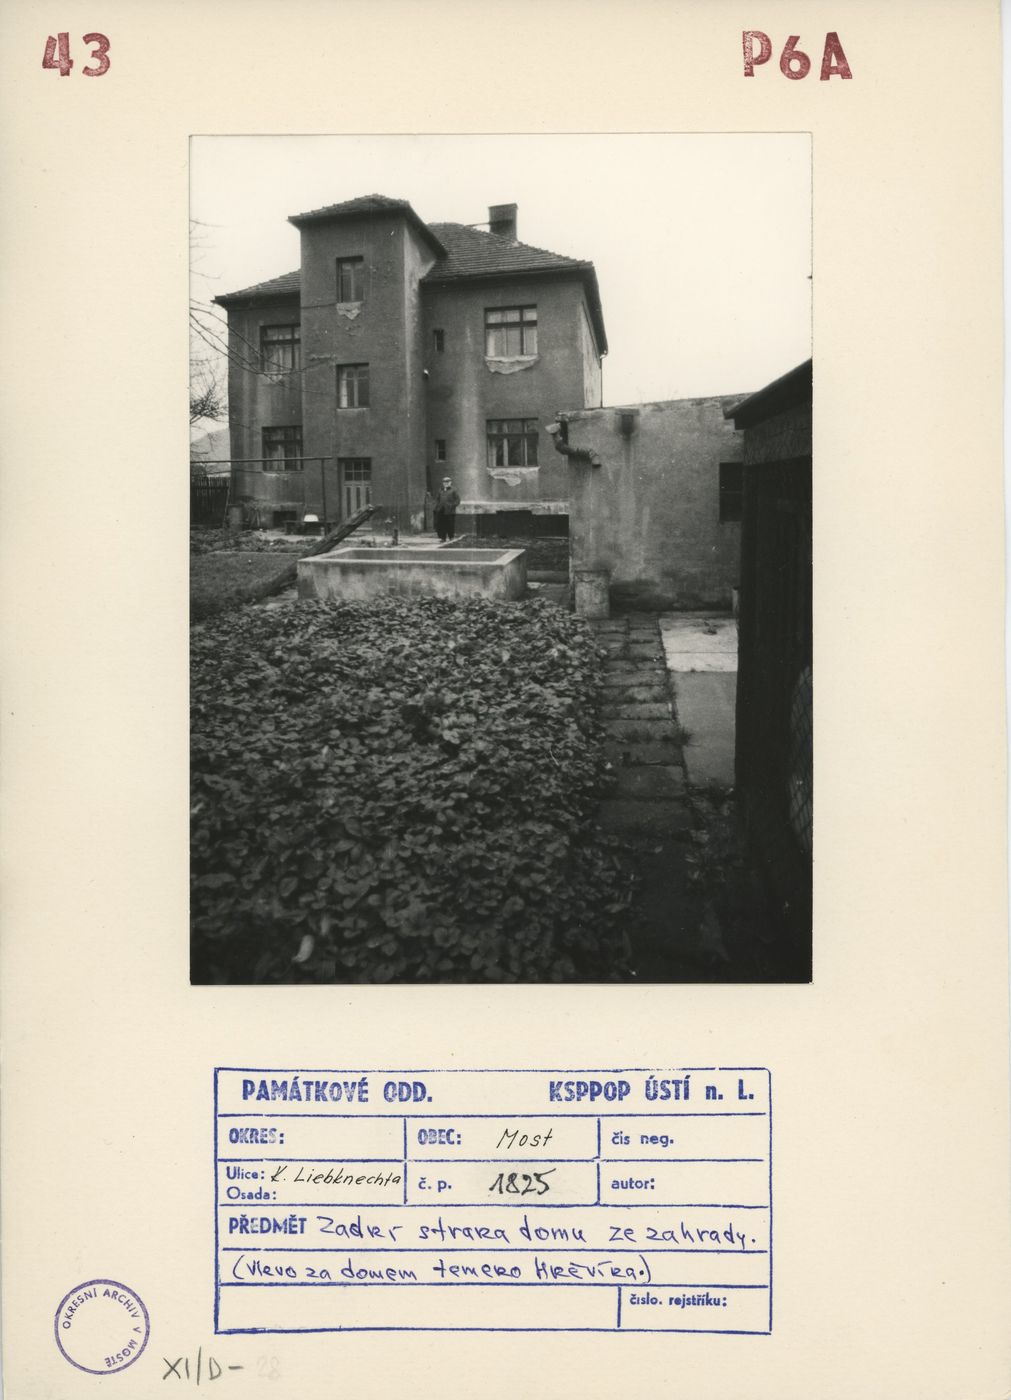 43 P6A
PAMÁTKOVÉ ODD. KSPPOP ÚSTÍ n. L.
OKRES: OBEC: Most čis neg.
Ulice: K. Liebknechta č. p. 1825 autor:
Osada:
PŘEDMĚT Zadní strana domu ze zahrady.
(Vlevo za domem temeno Hněvína.)
číslo. rejstříku:
OKRESNÍ ARCHIV V MOSTĚ
XI/D- 28